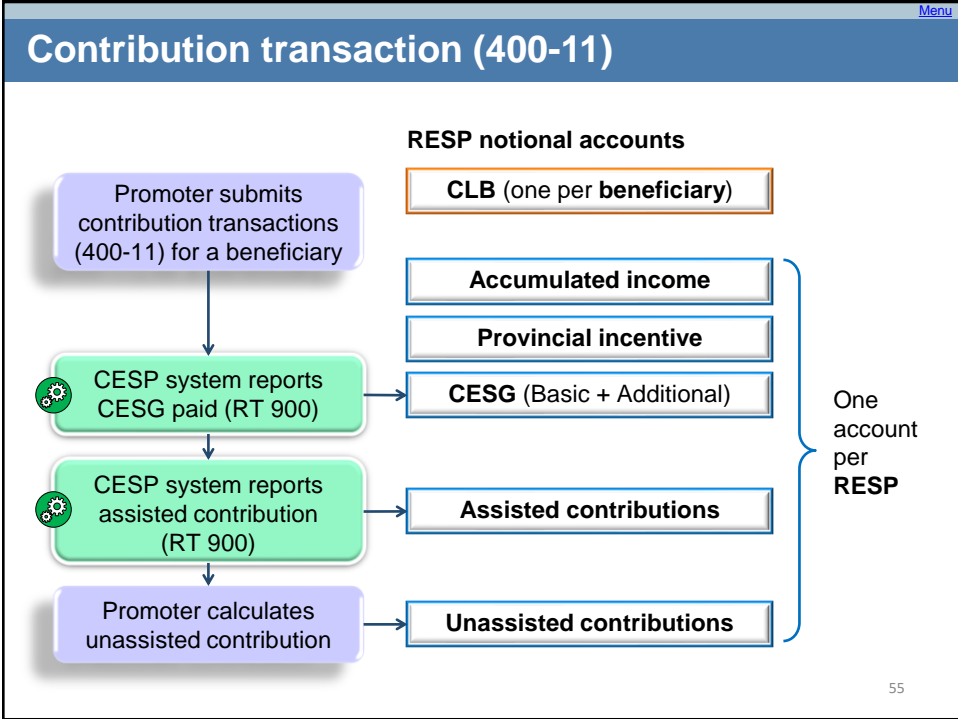 Menu
Contribution transaction (400-11)
RESP notional accounts
Promoter submits
contribution transactions
(400-11) for a beneficiary
CLB (one per beneficiary)
Accumulated income
Provincial incentive
CESP system reports
CESG paid (RT 900)
CESG (Basic + Additional)
One
account
per
RESP
CESP system reports
assisted contribution
(RT 900)
Assisted contributions
Promoter calculates
unassisted contribution
Unassisted contributions
55